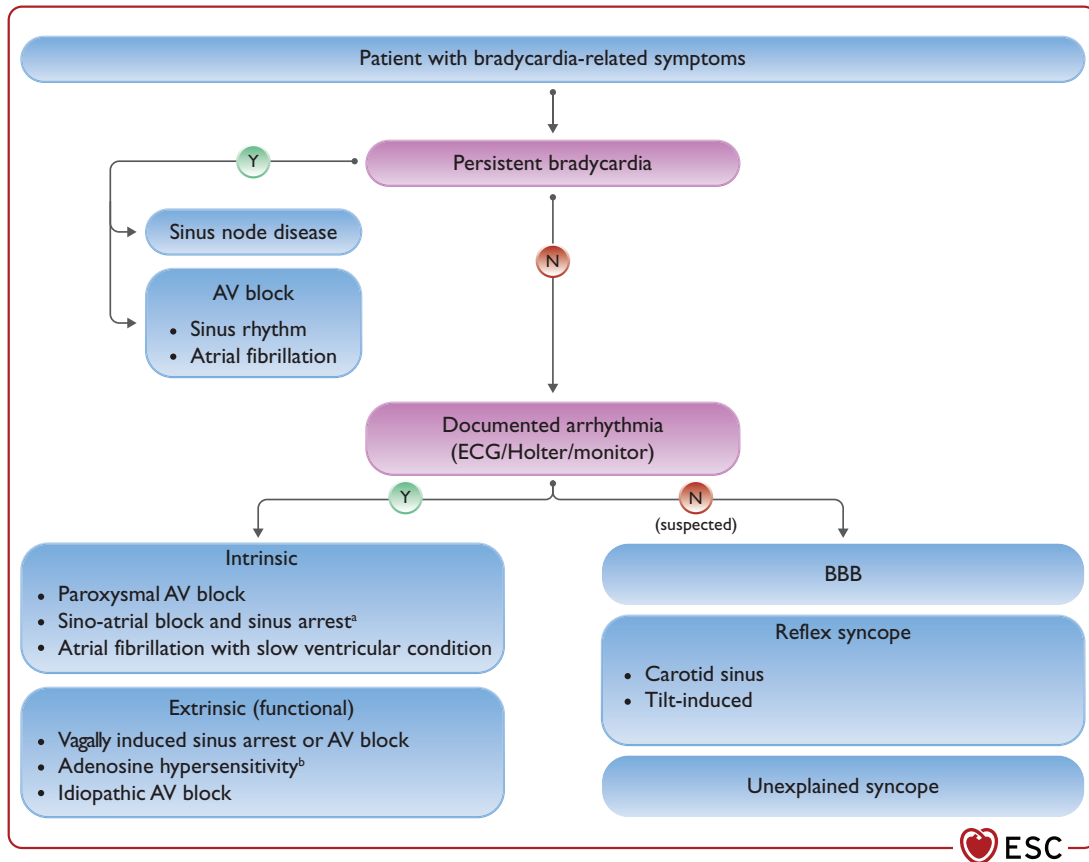 Patient with bradycardia-related symptoms
Persistent bradycardia
Y
N
Sinus node disease
AV block
• Sinus rhythm
• Atrial fibrillation
Documented arrhythmia
(ECG/Holter/monitor)
Y
N
(suspected)
Intrinsic
• Paroxysmal AV block
• Sino-atrial block and sinus arrestᵃ
• Atrial fibrillation with slow ventricular condition
Extrinsic (functional)
• Vagally induced sinus arrest or AV block
• Adenosine hypersensitivityᵇ
• Idiopathic AV block
BBB
Reflex syncope
• Carotid sinus
• Tilt-induced
Unexplained syncope
ESC